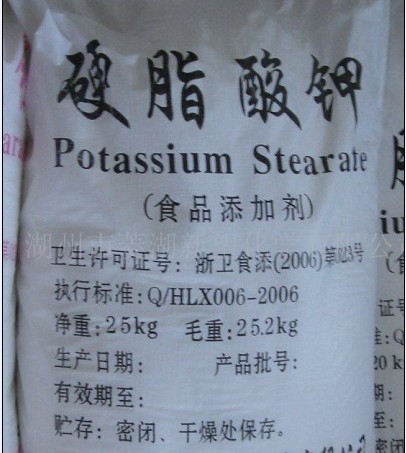 硬脂酸钾
Potassium Stearate
(食品添加剂)
卫生许可证号: 浙卫食添(2006)第023号
执行标准: Q/HLX006-2006
净重: 25kg 毛重: 25.2kg
生产日期: 产品批号:
有效期至:
贮存: 密闭、干燥处保存。